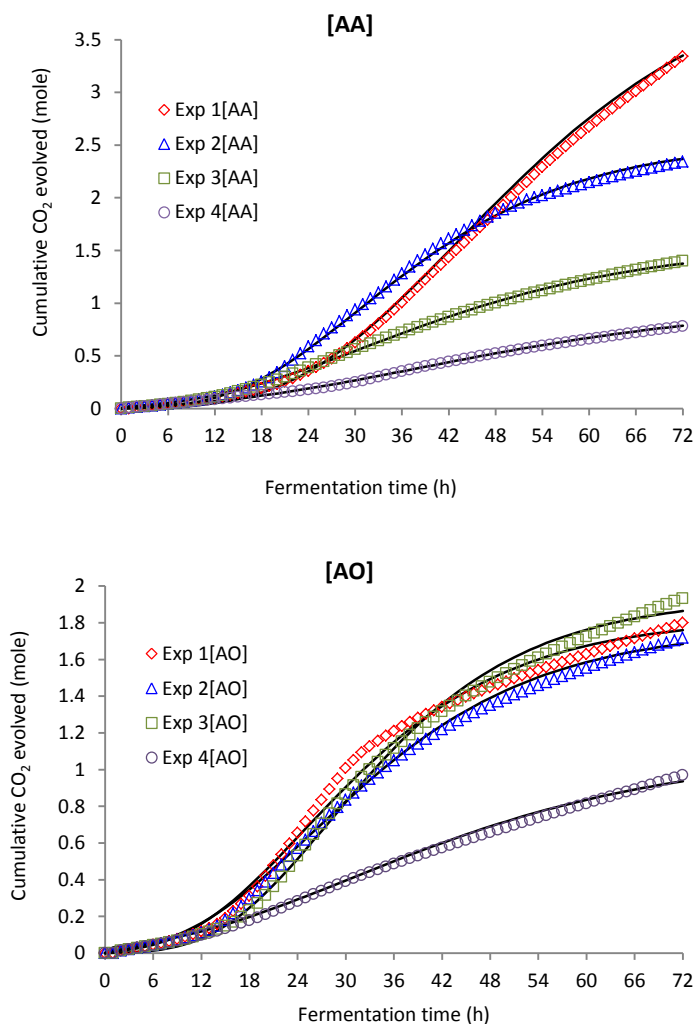 [AA]
Cumulative CO₂ evolved (mole)
3.5
3
2.5
2
1.5
1
0.5
0
Exp 1[AA]
Exp 2[AA]
Exp 3[AA]
Exp 4[AA]
0 6 12 18 24 30 36 42 48 54 60 66 72
Fermentation time (h)
[AO]
Cumulative CO₂ evolved (mole)
2
1.8
1.6
1.4
1.2
1
0.8
0.6
0.4
0.2
0
Exp 1[AO]
Exp 2[AO]
Exp 3[AO]
Exp 4[AO]
0 6 12 18 24 30 36 42 48 54 60 66 72
Fermentation time (h)